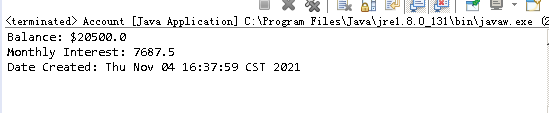 <terminated> Account [Java Application] C:\Program Files\Java\jre1.8.0_131\bin\javaw.exe (2
Balance: $20500.0
Monthly Interest: 7687.5
Date Created: Thu Nov 04 16:37:59 CST 2021